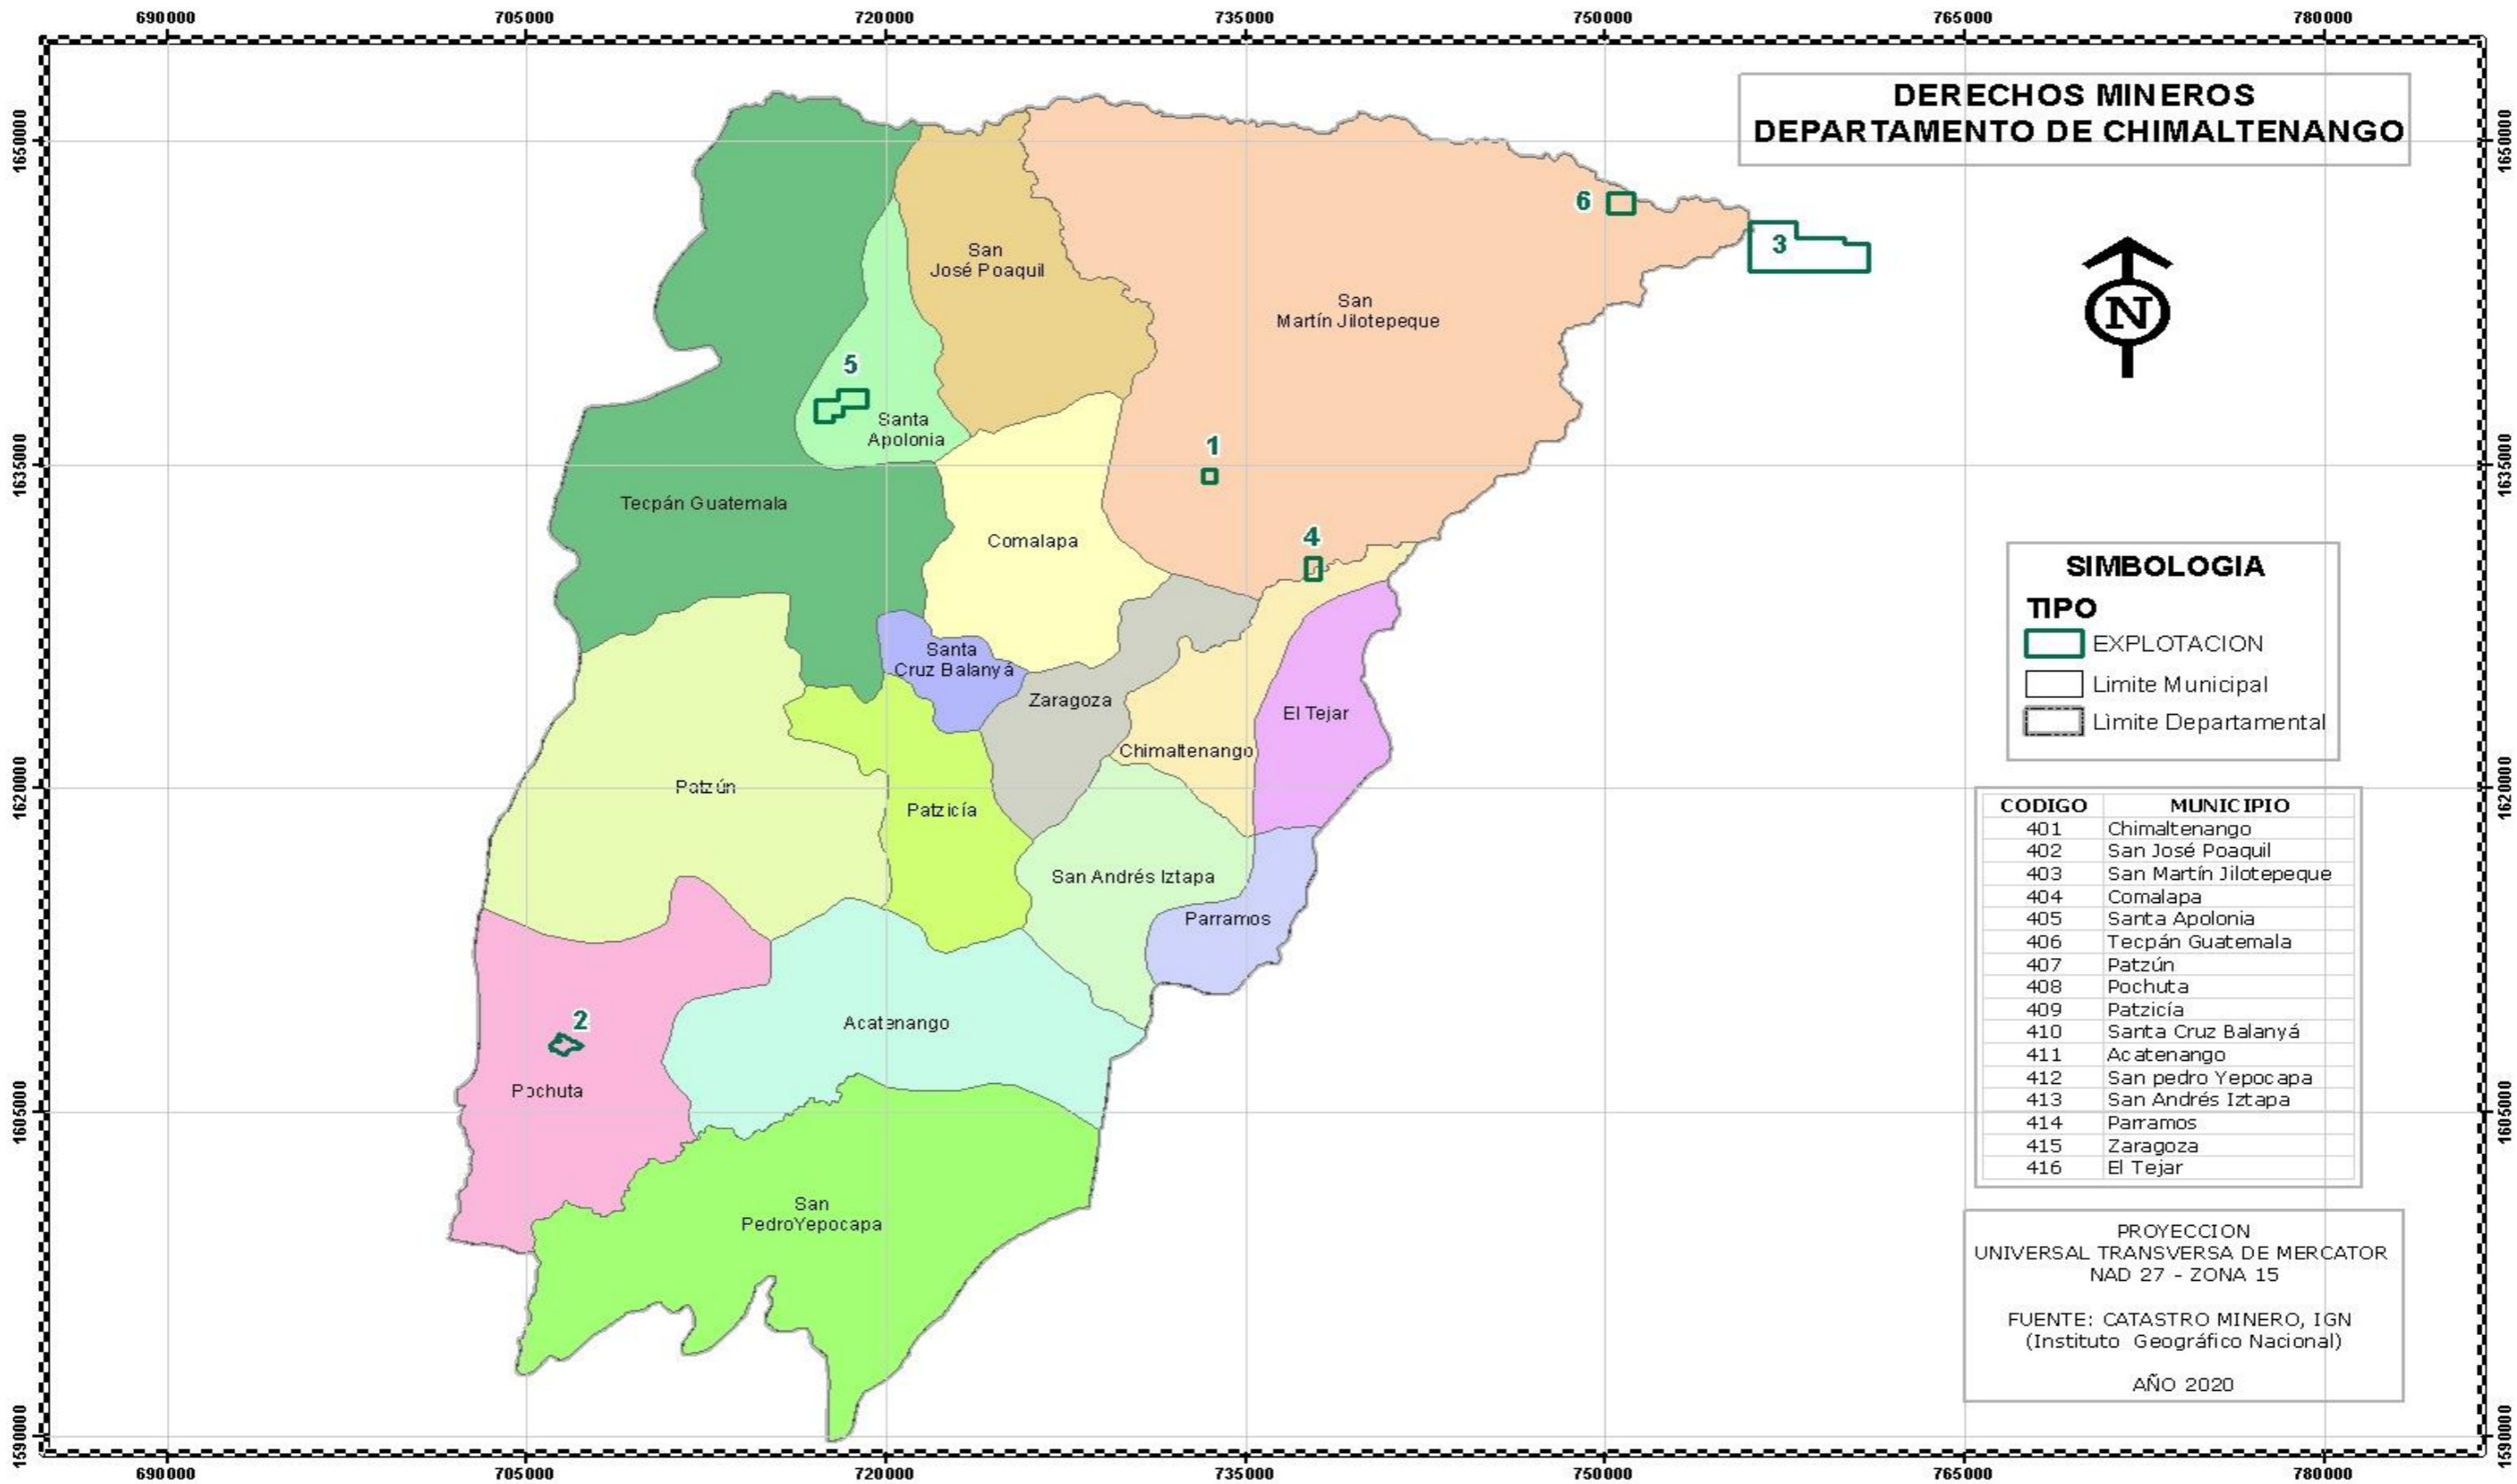 690000 705000 720000 735000 750000 765000 780000
DERECHOS MINEROS
DEPARTAMENTO DE CHIMALTENANGO
1650000 1650000
6
3
San
José Poaquil
N
San
Martín Jilotepeque
5
Santa
Apolonia
1
1635000 1635000
Tecpán Guatemala
4
Comalapa
SIMBOLOGIA
TIPO
EXPLOTACION
Limite Municipal
Lìmite Departamental
Santa
Cruz Balanyá
Zaragoza
El Tejar
Chimaltenango
Patzún
1620000 1620000
Patzicía
San Andrés Iztapa
Parramos
CODIGO MUNICIPIO
401 Chimaltenango
402 San José Poaquil
403 San Martín Jilotepeque
404 Comalapa
405 Santa Apolonia
406 Tecpán Guatemala
407 Patzún
408 Pochuta
409 Patzicía
410 Santa Cruz Balanyá
411 Acatenango
412 San pedro Yepocapa
413 San Andrés Iztapa
414 Parramos
415 Zaragoza
416 El Tejar
2
Acatenango
Pochuta
1605000 1605000
San
PedroYepocapa
PROYECCION
UNIVERSAL TRANSVERSA DE MERCATOR
NAD 27 - ZONA 15
FUENTE: CATASTRO MINERO, IGN
(Instituto Geográfico Nacional)
AÑO 2020
1590000 1590000
690000 705000 720000 735000 750000 765000 780000